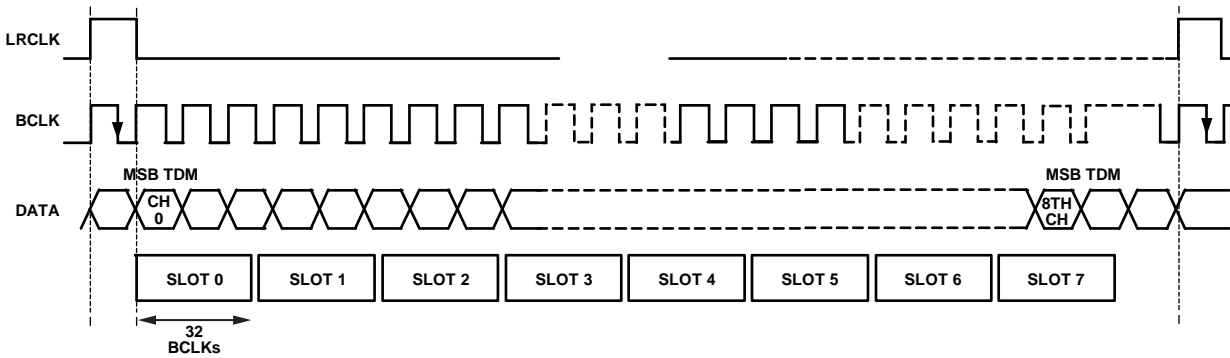 LRCLK
BCLK
MSB TDM
MSB TDM
DATA
CH
0
8TH
CH
SLOT 0
SLOT 1
SLOT 2
SLOT 3
SLOT 4
SLOT 5
SLOT 6
SLOT 7
32
BCLKs